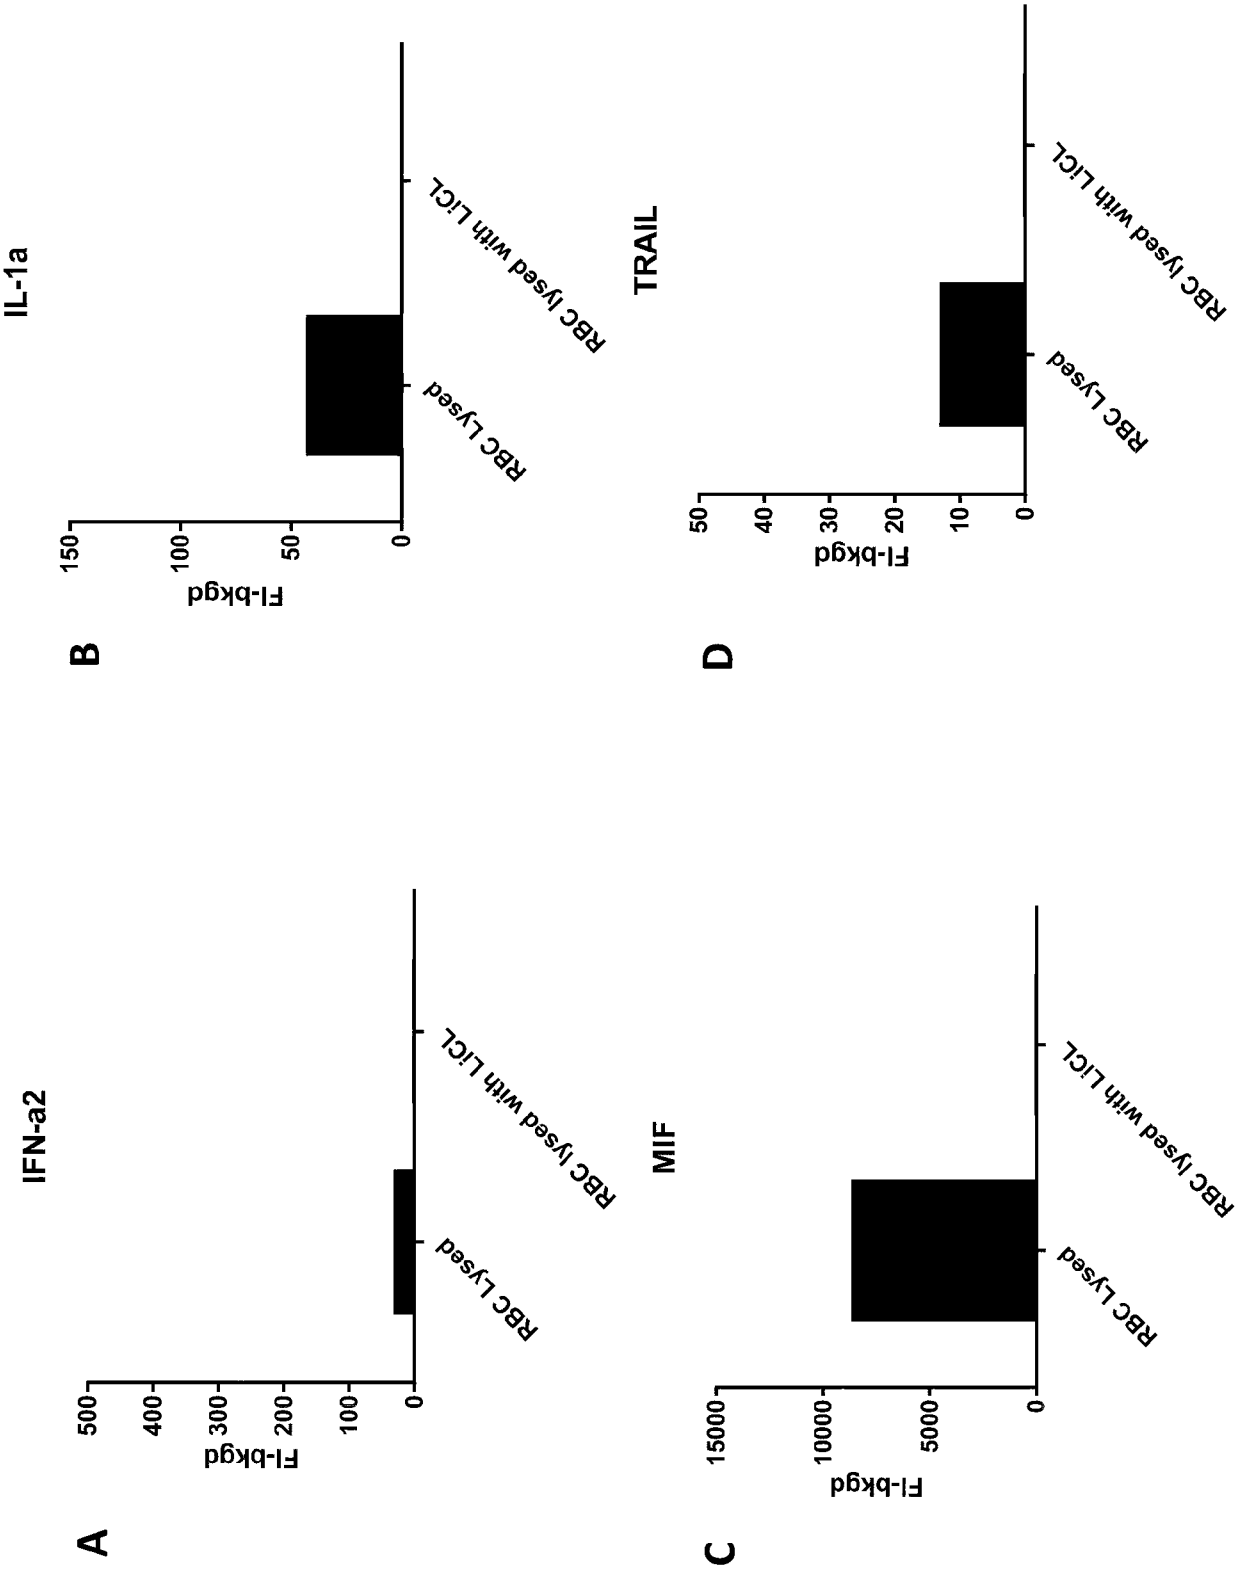 A
IFN-a2
FI-bkgd
500
400
300
200
100
0
RBC Lysed
RBC lysed with LiCL
B
IL-1a
FI-bkgd
150
100
50
0
RBC Lysed
RBC lysed with LiCL
C
MIF
FI-bkgd
15000
10000
5000
0
RBC Lysed
RBC lysed with LiCL
D
TRAIL
FI-bkgd
50
40
30
20
10
0
RBC Lysed
RBC lysed with LiCL